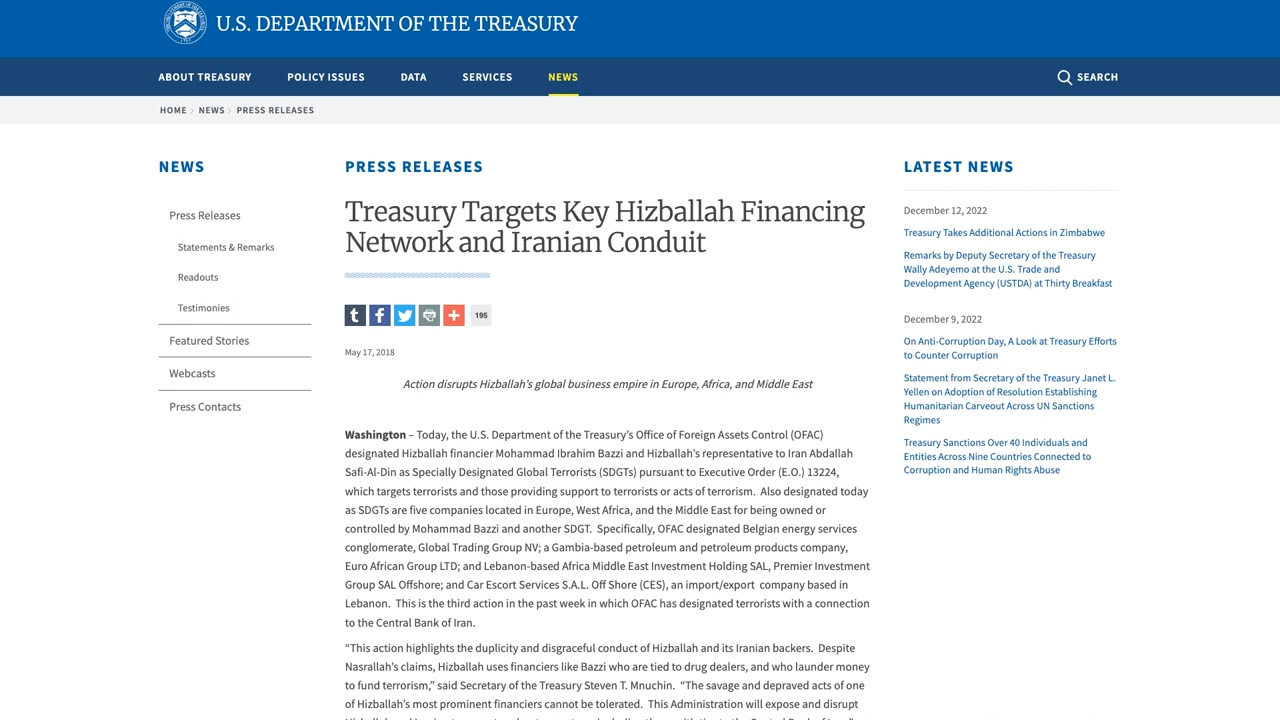 U.S. DEPARTMENT OF THE TREASURY
ABOUT TREASURY
POLICY ISSUES
DATA
SERVICES
NEWS
SEARCH
HOME > NEWS > PRESS RELEASES
NEWS
Press Releases
Statements & Remarks
Readouts
Testimonies
Featured Stories
Webcasts
Press Contacts
PRESS RELEASES
Treasury Targets Key Hizballah Financing
Network and Iranian Conduit
195
May 17, 2018
Action disrupts Hizballah's global business empire in Europe, Africa, and Middle East
Washington – Today, the U.S. Department of the Treasury's Office of Foreign Assets Control (OFAC)
designated Hizballah financier Mohammad Ibrahim Bazzi and Hizballah's representative to Iran Abdallah
Safi-Al-Din as Specially Designated Global Terrorists (SDGTs) pursuant to Executive Order (E.O.) 13224,
which targets terrorists and those providing support to terrorists or acts of terrorism.  Also designated today
as SDGTs are five companies located in Europe, West Africa, and the Middle East for being owned or
controlled by Mohammad Bazzi and another SDGT.  Specifically, OFAC designated Belgian energy services
conglomerate, Global Trading Group NV; a Gambia-based petroleum and petroleum products company,
Euro African Group LTD; and Lebanon-based Africa Middle East Investment Holding SAL, Premier Investment
Group SAL Offshore; and Car Escort Services S.A.L. Off Shore (CES), an import/export  company based in
Lebanon.  This is the third action in the past week in which OFAC has designated terrorists with a connection
to the Central Bank of Iran.
“This action highlights the duplicity and disgraceful conduct of Hizballah and its Iranian backers.  Despite
Nasrallah's claims, Hizballah uses financiers like Bazzi who are tied to drug dealers, and who launder money
to fund terrorism,” said Secretary of the Treasury Steven T. Mnuchin.  “The savage and depraved acts of one
of Hizballah's most prominent financiers cannot be tolerated.  This Administration will expose and disrupt
LATEST NEWS
December 12, 2022
Treasury Takes Additional Actions in Zimbabwe
Remarks by Deputy Secretary of the Treasury
Wally Adeyemo at the U.S. Trade and
Development Agency (USTDA) at Thirty Breakfast
December 9, 2022
On Anti-Corruption Day, A Look at Treasury Efforts
to Counter Corruption
Statement from Secretary of the Treasury Janet L.
Yellen on Adoption of Resolution Establishing
Humanitarian Carveout Across UN Sanctions
Regimes
Treasury Sanctions Over 40 Individuals and
Entities Across Nine Countries Connected to
Corruption and Human Rights Abuse